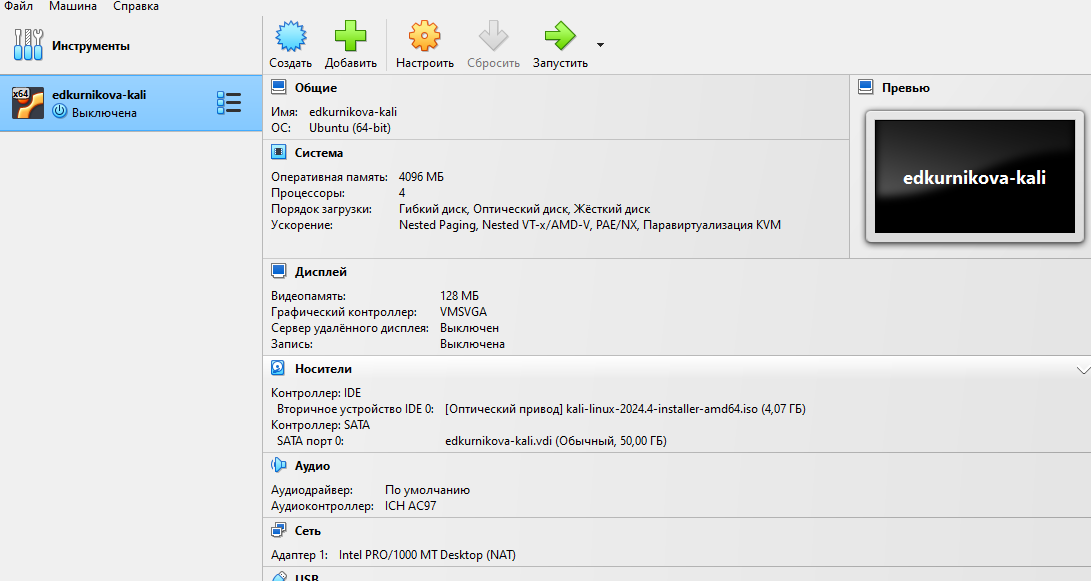 Файл Машина Справка
Инструменты
Создать Добавить Настроить Сбросить Запустить
x64
edkurnikova-kali
Выключена
Общие
Имя: edkurnikova-kali
ОС: Ubuntu (64-bit)
Превью
edkurnikova-kali
Система
Оперативная память: 4096 МБ
Процессоры: 4
Порядок загрузки: Гибкий диск, Оптический диск, Жёсткий диск
Ускорение: Nested Paging, Nested VT-x/AMD-V, PAE/NX, Паравиртуализация KVM
Дисплей
Видеопамять: 128 МБ
Графический контроллер: VMSVGA
Сервер удалённого дисплея: Выключен
Запись: Выключена
Носители
Контроллер: IDE
Вторичное устройство IDE 0: [Оптический привод] kali-linux-2024.4-installer-amd64.iso (4,07 ГБ)
Контроллер: SATA
SATA порт 0: edkurnikova-kali.vdi (Обычный, 50,00 ГБ)
Аудио
Аудиодрайвер: По умолчанию
Аудиоконтроллер: ICH AC97
Сеть
Адаптер 1: Intel PRO/1000 MT Desktop (NAT)
USB